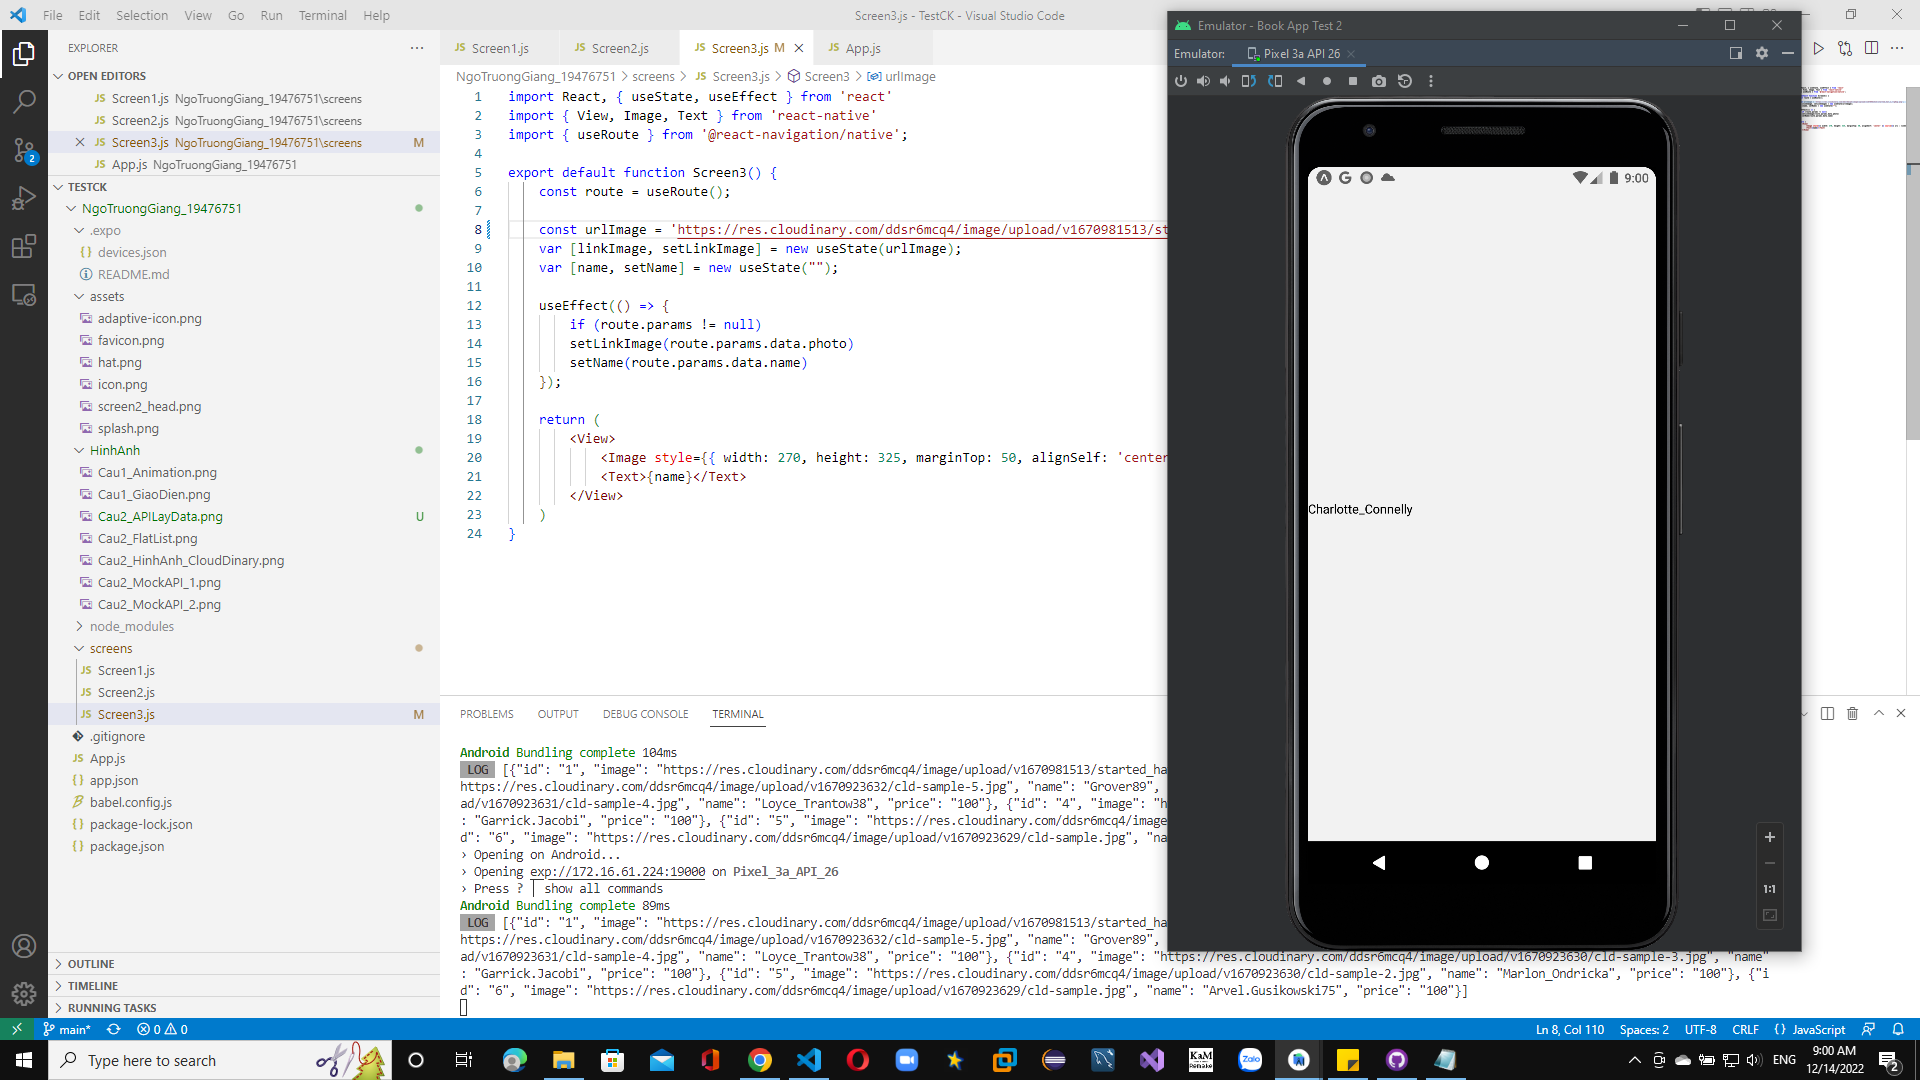 File Edit Selection View Go Run Terminal Help
Screen3.js - TestCK - Visual Studio Code
EXPLORER
OPEN EDITORS
JS Screen1.js NgoTruongGiang_19476751\screens
JS Screen2.js NgoTruongGiang_19476751\screens
JS Screen3.js NgoTruongGiang_19476751\screens M
JS App.js NgoTruongGiang_19476751
TESTCK
NgoTruongGiang_19476751
.expo
{} devices.json
README.md
assets
adaptive-icon.png
favicon.png
hat.png
icon.png
screen2_head.png
splash.png
HinhAnh
Cau1_Animation.png
Cau1_GiaoDien.png
Cau2_APILayData.png U
Cau2_FlatList.png
Cau2_HinhAnh_CloudDinary.png
Cau2_MockAPI_1.png
Cau2_MockAPI_2.png
node_modules
screens
JS Screen1.js
JS Screen2.js
JS Screen3.js M
.gitignore
JS App.js
{} app.json
babel.config.js
{} package-lock.json
{} package.json
OUTLINE
TIMELINE
RUNNING TASKS
JS Screen1.js JS Screen2.js JS Screen3.js M JS App.js
NgoTruongGiang_19476751 > screens > JS Screen3.js > Screen3 > urlImage
1 import React, { useState, useEffect } from 'react'
2 import { View, Image, Text } from 'react-native'
3 import { useRoute } from '@react-navigation/native';
4
5 export default function Screen3() {
6 const route = useRoute();
7
8 const urlImage = 'https://res.cloudinary.com/ddsr6mcq4/image/upload/v1670981513/st
9 var [linkImage, setLinkImage] = new useState(urlImage);
10 var [name, setName] = new useState("");
11
12 useEffect(() => {
13 if (route.params != null)
14 setLinkImage(route.params.data.photo)
15 setName(route.params.data.name)
16 });
17
18 return (
19 <View>
20 <Image style={{ width: 270, height: 325, marginTop: 50, alignSelf: 'center
21 <Text>{name}</Text>
22 </View>
23 )
24 }
PROBLEMS OUTPUT DEBUG CONSOLE TERMINAL
Android Bundling complete 104ms
LOG [{"id": "1", "image": "https://res.cloudinary.com/ddsr6mcq4/image/upload/v1670981513/started_ha
https://res.cloudinary.com/ddsr6mcq4/image/upload/v1670923632/cld-sample-5.jpg", "name": "Grover89",
ad/v1670923631/cld-sample-4.jpg", "name": "Loyce_Trantow38", "price": "100"}, {"id": "4", "image": "h
: "Garrick.Jacobi", "price": "100"}, {"id": "5", "image": "https://res.cloudinary.com/ddsr6mcq4/image
d": "6", "image": "https://res.cloudinary.com/ddsr6mcq4/image/upload/v1670923629/cld-sample.jpg", "na
› Opening on Android...
› Opening exp://172.16.61.224:19000 on Pixel_3a_API_26
› Press ? | show all commands
Android Bundling complete 89ms
LOG [{"id": "1", "image": "https://res.cloudinary.com/ddsr6mcq4/image/upload/v1670981513/started_ha
https://res.cloudinary.com/ddsr6mcq4/image/upload/v1670923632/cld-sample-5.jpg", "name": "Grover89",
ad/v1670923631/cld-sample-4.jpg", "name": "Loyce_Trantow38", "price": "100"}, {"id": "4", "image": "https://res.cloudinary.com/ddsr6mcq4/image/upload/v1670923630/cld-sample-3.jpg", "name"
: "Garrick.Jacobi", "price": "100"}, {"id": "5", "image": "https://res.cloudinary.com/ddsr6mcq4/image/upload/v1670923630/cld-sample-2.jpg", "name": "Marlon_Ondricka", "price": "100"}, {"i
d": "6", "image": "https://res.cloudinary.com/ddsr6mcq4/image/upload/v1670923629/cld-sample.jpg", "name": "Arvel.Gusikowski75", "price": "100"}]
Emulator - Book App Test 2
Emulator: Pixel 3a API 26
9:00
Charlotte_Connelly
1:1
2
main* 0 0 Ln 8, Col 110 Spaces: 2 UTF-8 CRLF {} JavaScript
Type here to search
KaM
Remake
Zalo
ENG
9:00 AM
12/14/2022
2